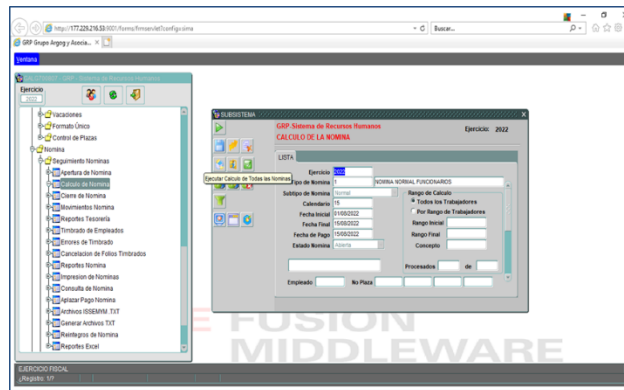 http://177.229.216.53:9001/forms/frmservlet?config=sima
Buscar...
GRP Grupo Argog y Asocia...
Ventana
Ejercicio
2022
Vacaciones
Formato Único
Control de Plazas
Nomina
Seguimiento Nominas
Apertura de Nomina
Calculo de Nomina
Cierre de Nomina
Movimientos Nomina
Reportes Tesorería
Timbrado de Empleados
Errores de Timbrado
Cancelacion de Folios Timbrados
Reportes Nomina
Impresion de Nominas
Consulta de Nomina
Aplazar Pago Nomina
Archivos ISSEMYM .TXT
Generar Archivos TXT
Reintegros de Nomina
Reportes Excel
SUBSISTEMA
GRP-Sistema de Recursos Humanos
Ejercicio: 2022
CALCULO DE LA NOMINA
LISTA
Ejecutar Calculo de Todas las Nominas
Ejercicio 2022
Tipo de Nomina 1 NOMINA NORMAL FUNCIONARIOS
Subtipo de Nomina Normal
Calendario 15
Fecha Inicial 01/08/2022
Fecha Final 15/08/2022
Fecha de Pago 15/08/2022
Estado Nomina Abierta
Rango de Calculo
Todos los Trabajadores
Por Rango de Trabajadores
Rango Inicial
Rango Final
Concepto
Procesados de
Empleado No Plaza
FUSION
MIDDLEWARE
EJERCICIO FISCAL
¿Registro: 1/?